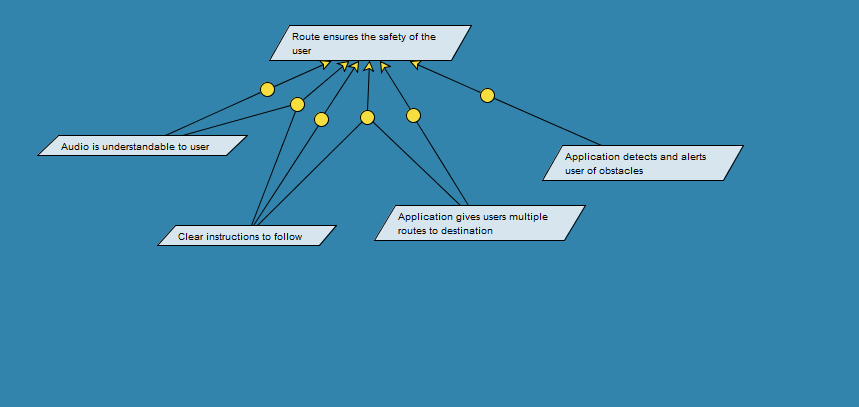 Route ensures the safety of the
user
Audio is understandable to user
Application detects and alerts
user of obstacles
Application gives users multiple
routes to destination
Clear instructions to follow